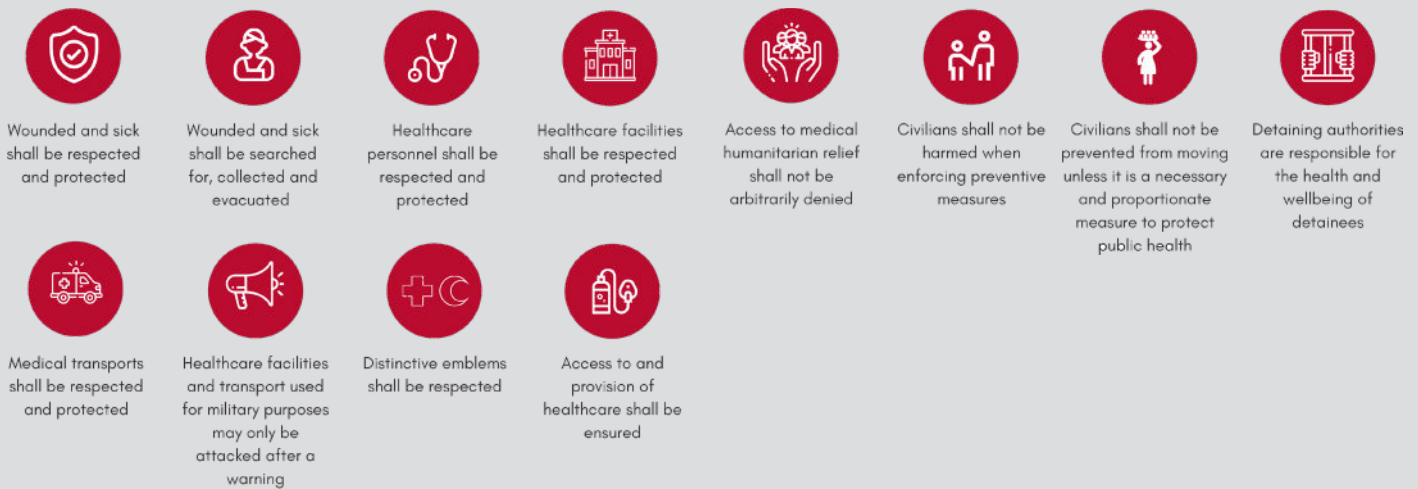 Wounded and sick
shall be respected
and protected
Wounded and sick
shall be searched
for, collected and
evacuated
Healthcare
personnel shall be
respected and
protected
Healthcare facilities
shall be respected
and protected
Access to medical
humanitarian relief
shall not be
arbitrarily denied
Civilians shall not be
harmed when
enforcing preventive
measures
Civilians shall not be
prevented from moving
unless it is a necessary
and proportionate
measure to protect
public health
Detaining authorities
are responsible for
the health and
wellbeing of
detainees
Medical transports
shall be respected
and protected
Healthcare facilities
and transport used
for military purposes
may only be
attacked after a
warning
Distinctive emblems
shall be respected
Access to and
provision of
healthcare shall be
ensured